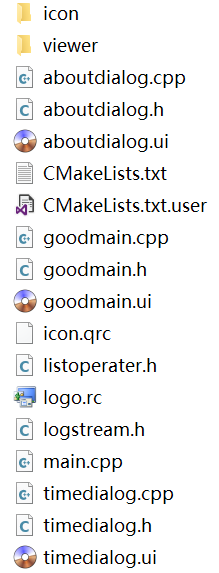 icon
viewer
aboutdialog.cpp
aboutdialog.h
aboutdialog.ui
CMakeLists.txt
CMakeLists.txt.user
goodmain.cpp
goodmain.h
goodmain.ui
icon.qrc
listoperater.h
logo.rc
logstream.h
main.cpp
timedialog.cpp
timedialog.h
timedialog.ui